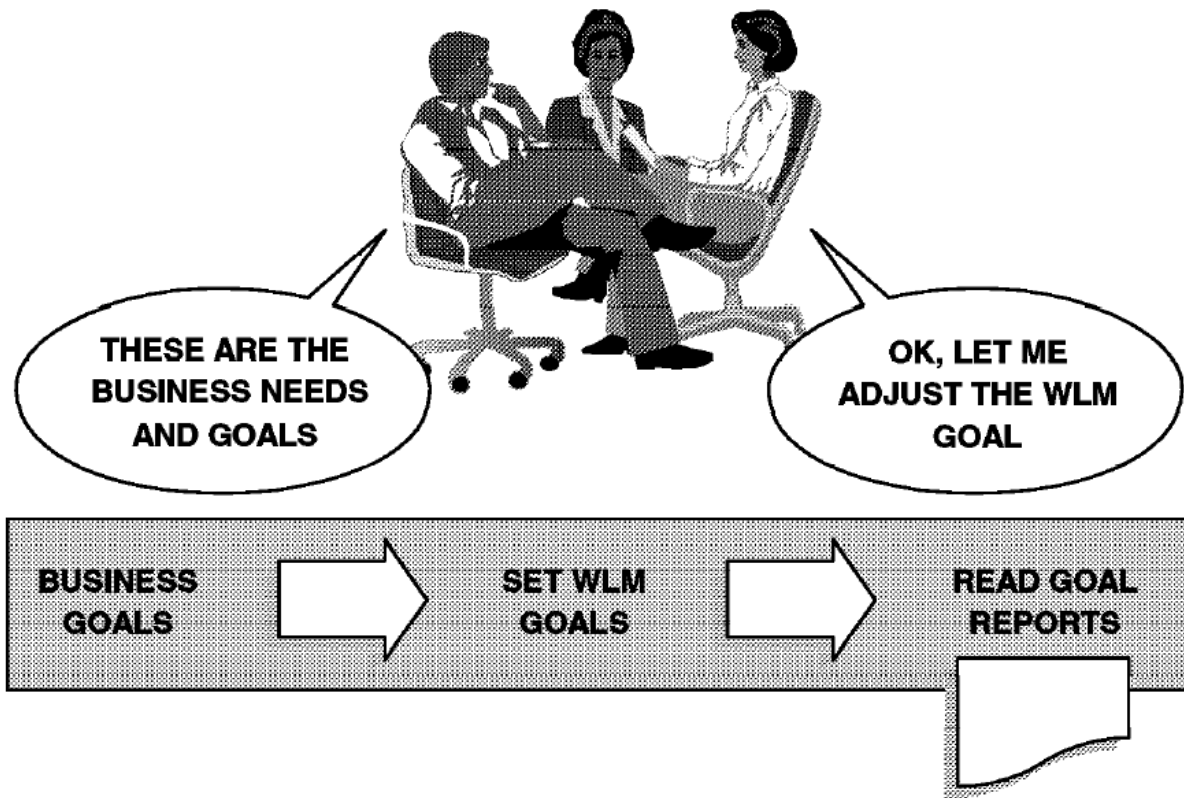 THESE ARE THE
BUSINESS NEEDS
AND GOALS
OK, LET ME
ADJUST THE WLM
GOAL
BUSINESS
GOALS
SET WLM
GOALS
READ GOAL
REPORTS